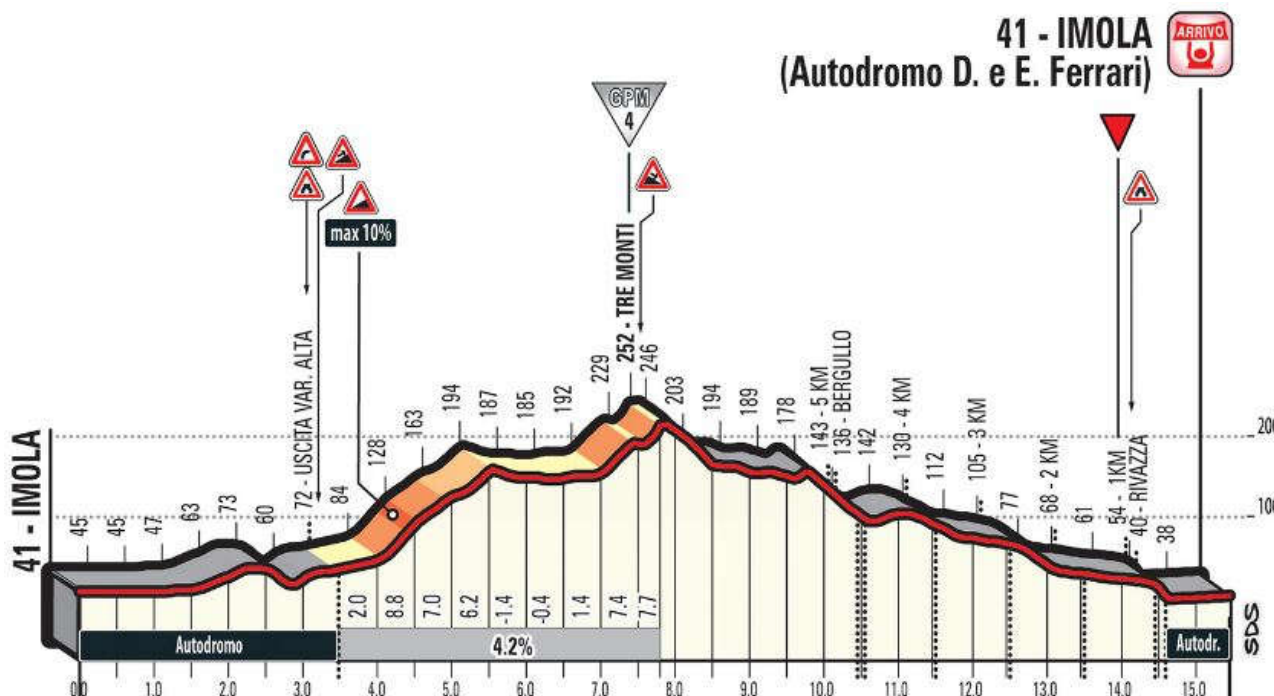 41 - IMOLA
(Autodromo D. e E. Ferrari)
ARRIVO
GPM
4
max 10%
41 - IMOLA
45
45
47
63
73
60
72 - USCITA VAR. ALTA
84
128
163
194
187
185
192
229
252 - TRE MONTI
246
203
194
189
178
143 - 5 KM
136 - BERGULLO
142
130 - 4 KM
112
105 - 3 KM
77
68 - 2 KM
61
54 - 1KM
40 - RIVAZZA
38
200
100
2.0
8.8
7.0
6.2
-1.4
-0.4
1.4
7.4
7.7
Autodromo
4.2%
Autodr.
SDS
0.0
1.0
2.0
3.0
4.0
5.0
6.0
7.0
8.0
9.0
10.0
11.0
12.0
13.0
14.0
15.0